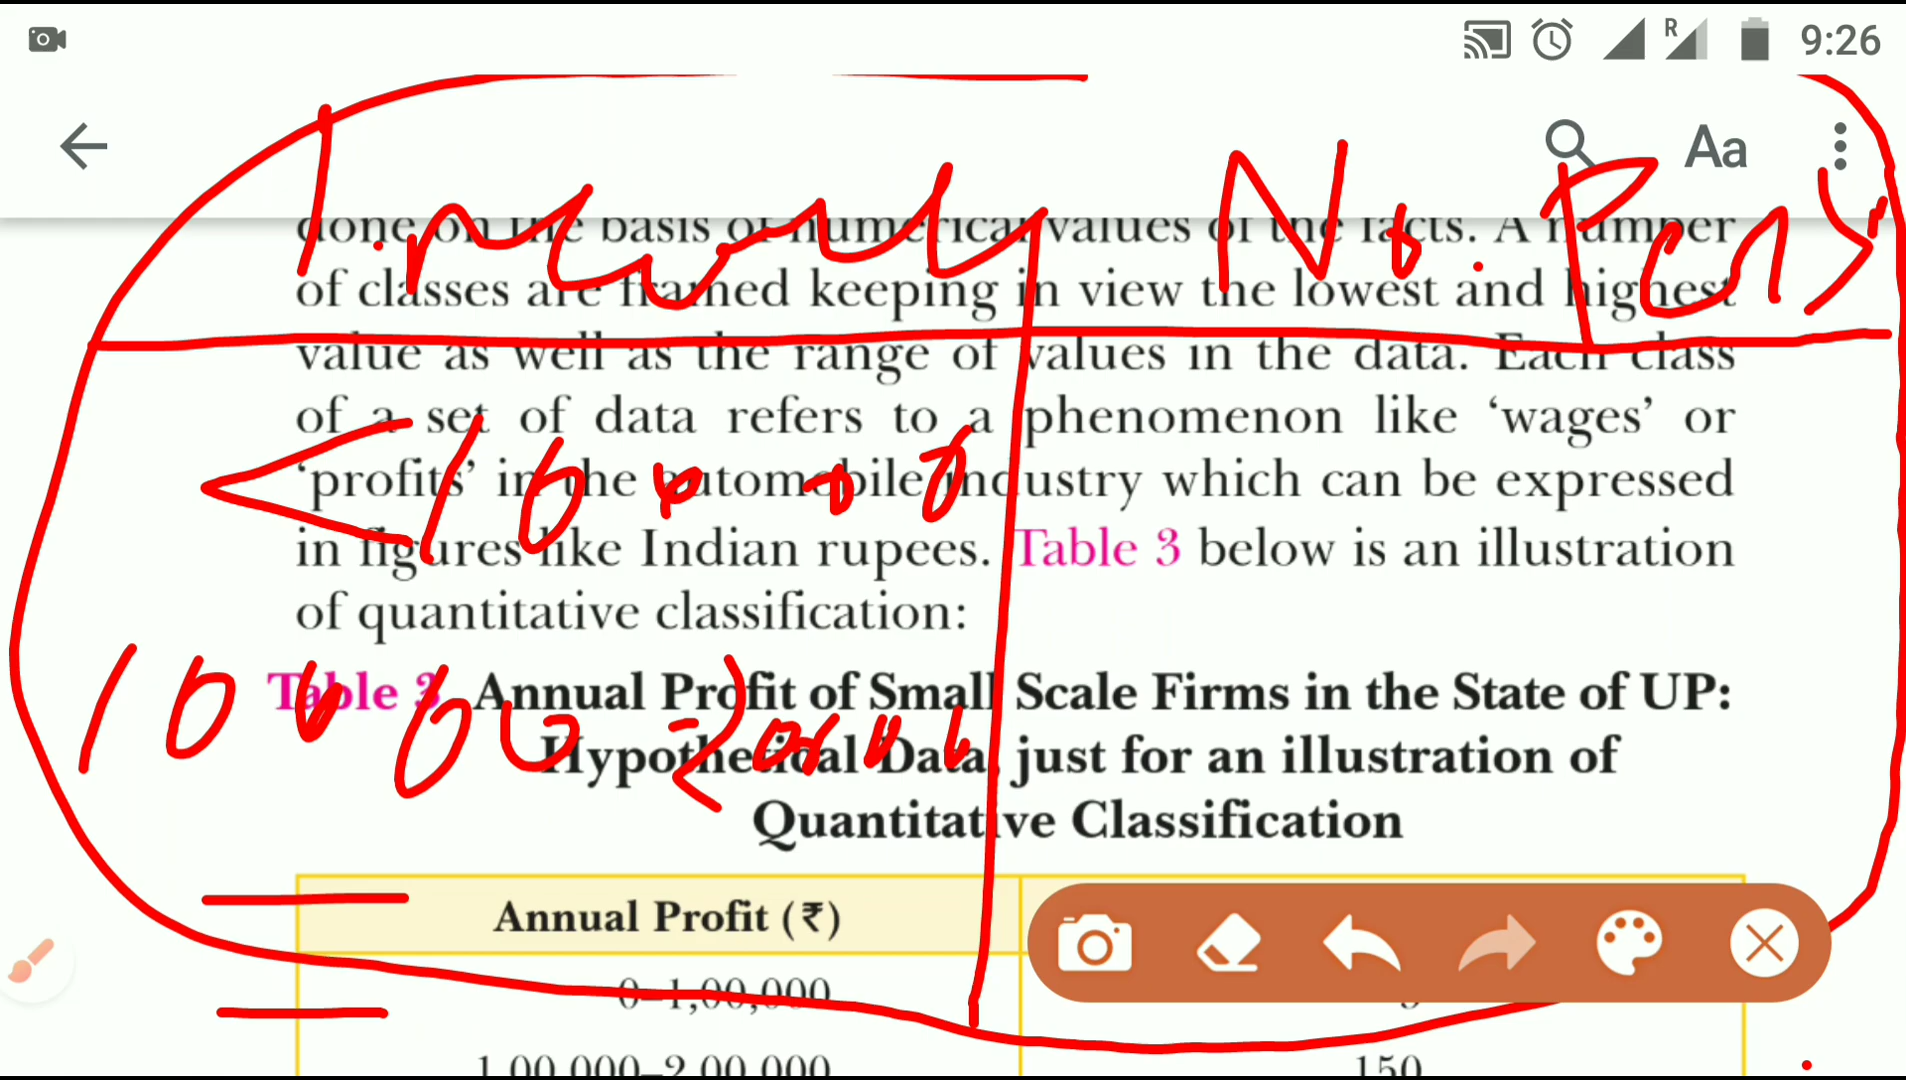 9:26
R
Aa
No. Pers
done on the basis of numerical values of the facts. A number
of classes are framed keeping in view the lowest and highest
value as well as the range of values in the data. Each class
of a set of data refers to a phenomenon like ‘wages’ or
‘profits’ in the automobile industry which can be expressed
<10000
in figures like Indian rupees. Table 3 below is an illustration
of quantitative classification:
Table 3 Annual Profit of Small Scale Firms in the State of UP:
10000 20000
Hypothetical Data, just for an illustration of
Quantitative Classification
Annual Profit (₹)
0–1,00,000
1,00,000–2,00,000 150